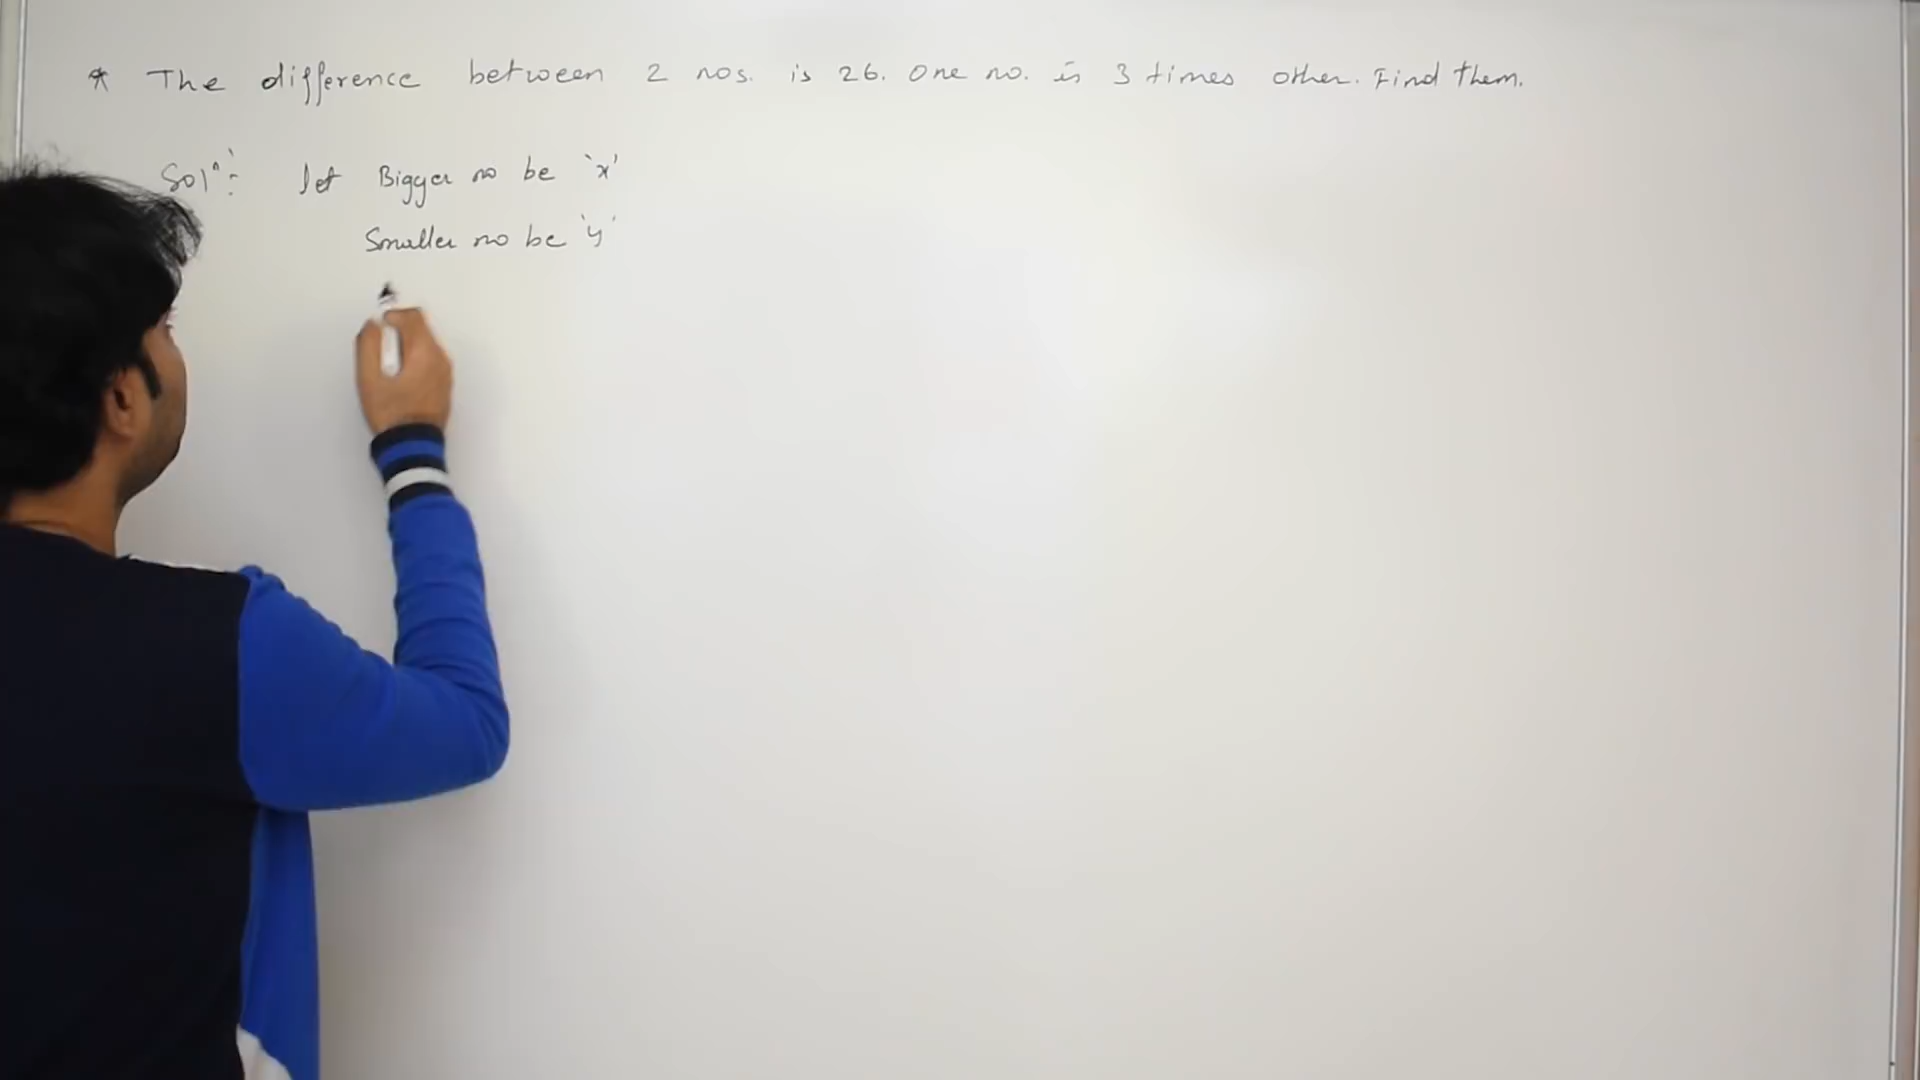 * The difference between 2 nos. is 26. One no. is 3 times other. Find them.
Solⁿ: let Bigger no be 'x'
Smaller no be 'y'